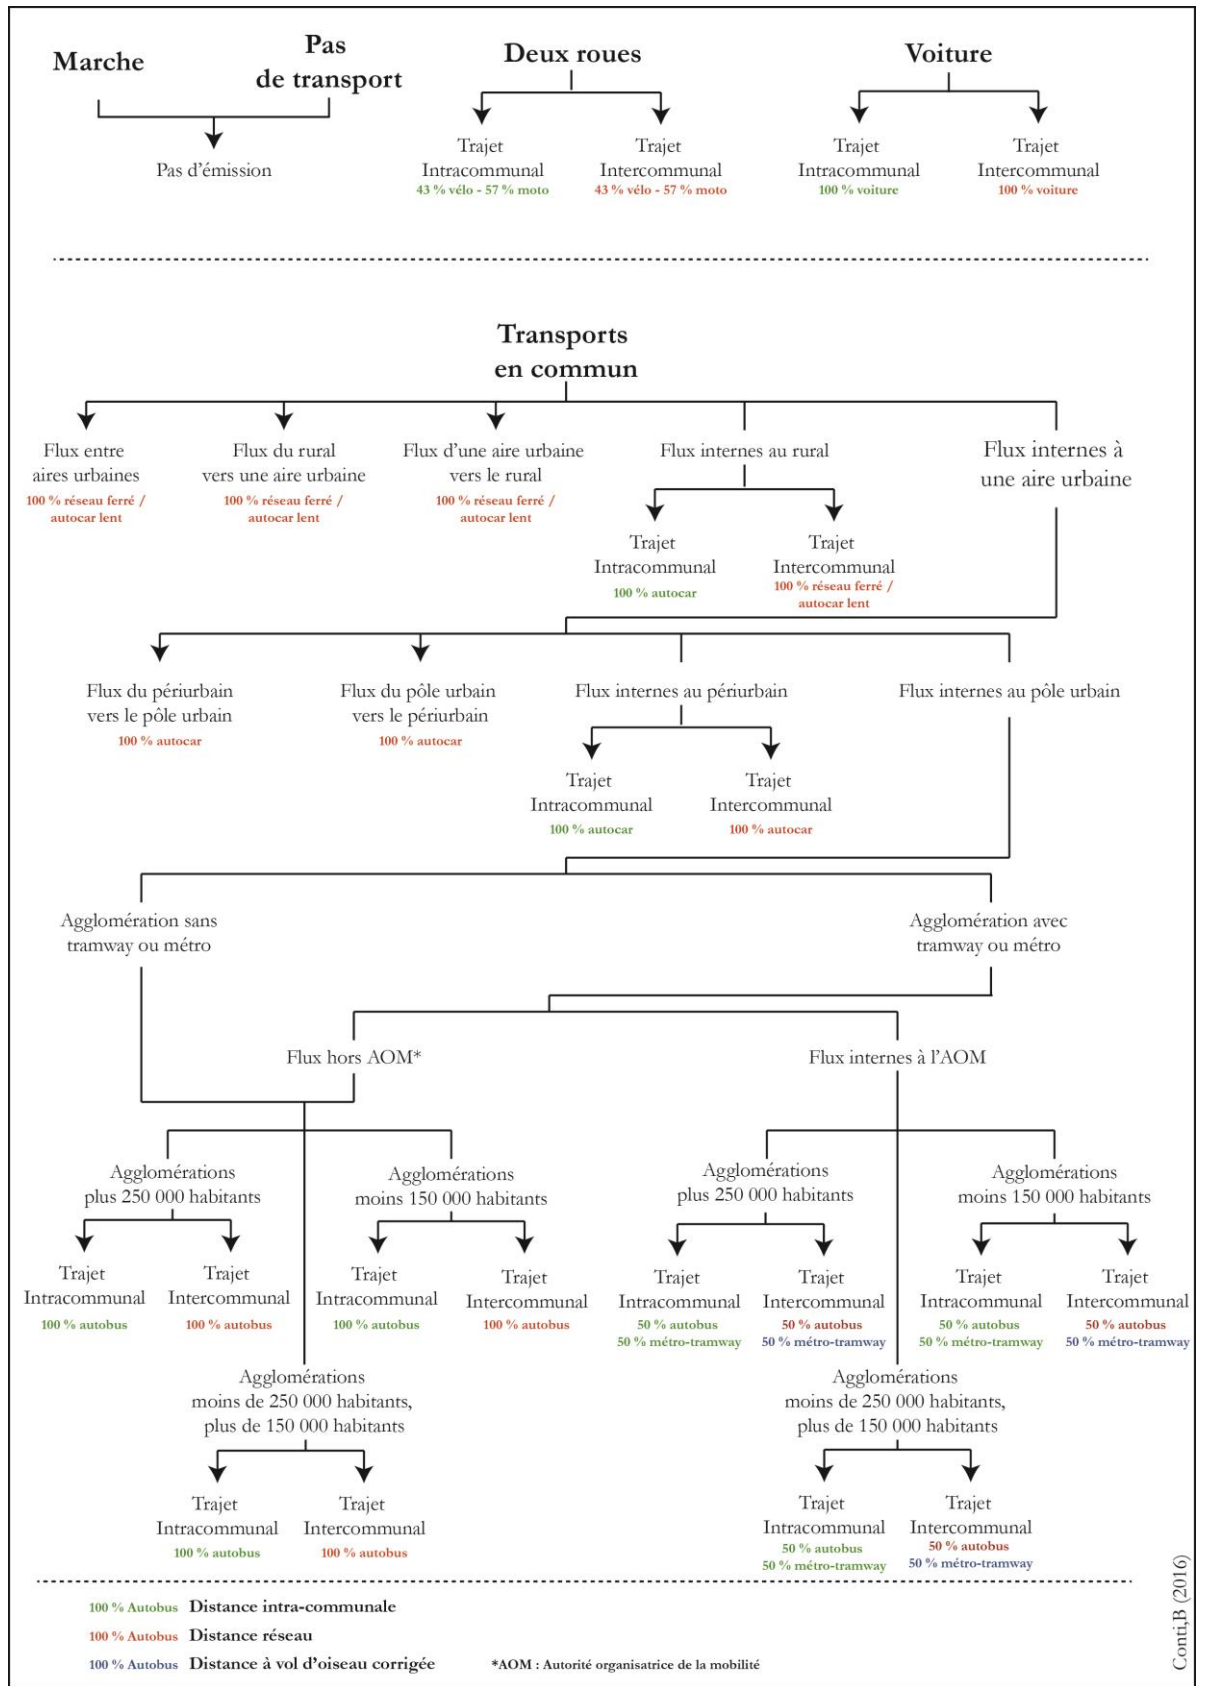 Marche
Pas
de transport
Deux roues
Voiture
Pas d'émission
Trajet
Intracommunal
43 % vélo - 57 % moto
Trajet
Intercommunal
43 % vélo - 57 % moto
Trajet
Intracommunal
100 % voiture
Trajet
Intercommunal
100 % voiture
Transports
en commun
Flux entre
aires urbaines
100 % réseau ferré /
autocar lent
Flux du rural
vers une aire urbaine
100 % réseau ferré /
autocar lent
Flux d'une aire urbaine
vers le rural
100 % réseau ferré /
autocar lent
Flux internes au rural
Flux internes à
une aire urbaine
Trajet
Intracommunal
100 % autocar
Trajet
Intercommunal
100 % réseau ferré /
autocar lent
Flux du périurbain
vers le pôle urbain
100 % autocar
Flux du pôle urbain
vers le périurbain
100 % autocar
Flux internes au périurbain
Flux internes au pôle urbain
Trajet
Intracommunal
100 % autocar
Trajet
Intercommunal
100 % autocar
Agglomération sans
tramway ou métro
Agglomération avec
tramway ou métro
Flux hors AOM*
Flux internes à l'AOM
Agglomérations
plus 250 000 habitants
Agglomérations
moins 150 000 habitants
Agglomérations
plus 250 000 habitants
Agglomérations
moins 150 000 habitants
Trajet
Intracommunal
100 % autobus
Trajet
Intercommunal
100 % autobus
Trajet
Intracommunal
100 % autobus
Trajet
Intercommunal
100 % autobus
Trajet
Intracommunal
50 % autobus
50 % métro-tramway
Trajet
Intercommunal
50 % autobus
50 % métro-tramway
Trajet
Intracommunal
50 % autobus
50 % métro-tramway
Trajet
Intercommunal
50 % autobus
50 % métro-tramway
Agglomérations
moins de 250 000 habitants,
plus de 150 000 habitants
Agglomérations
moins de 250 000 habitants,
plus de 150 000 habitants
Trajet
Intracommunal
100 % autobus
Trajet
Intercommunal
100 % autobus
Trajet
Intracommunal
50 % autobus
50 % métro-tramway
Trajet
Intercommunal
50 % autobus
50 % métro-tramway
100 % Autobus Distance intra-communale
100 % Autobus Distance réseau
100 % Autobus Distance à vol d'oiseau corrigée
*AOM : Autorité organisatrice de la mobilité
Conti,B (2016)